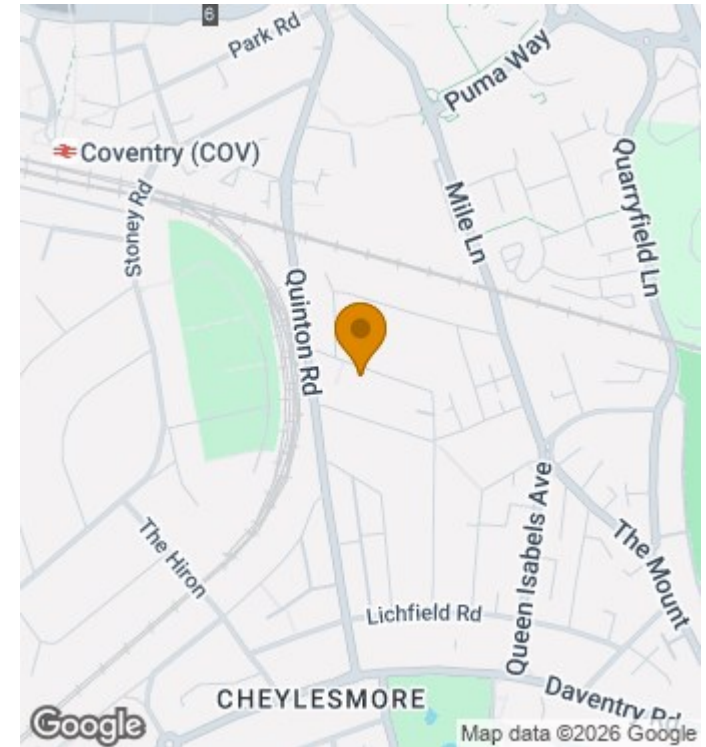 6
Park Rd
Puma Way
Coventry (COV)
Stoney Rd
Mile Ln
Quarryfield Ln
Quinton Rd
The Hiron
Queen Isabels Ave
The Mount
Lichfield Rd
CHEYLESMORE
Daventry Rd
Google
Map data ©2026 Google